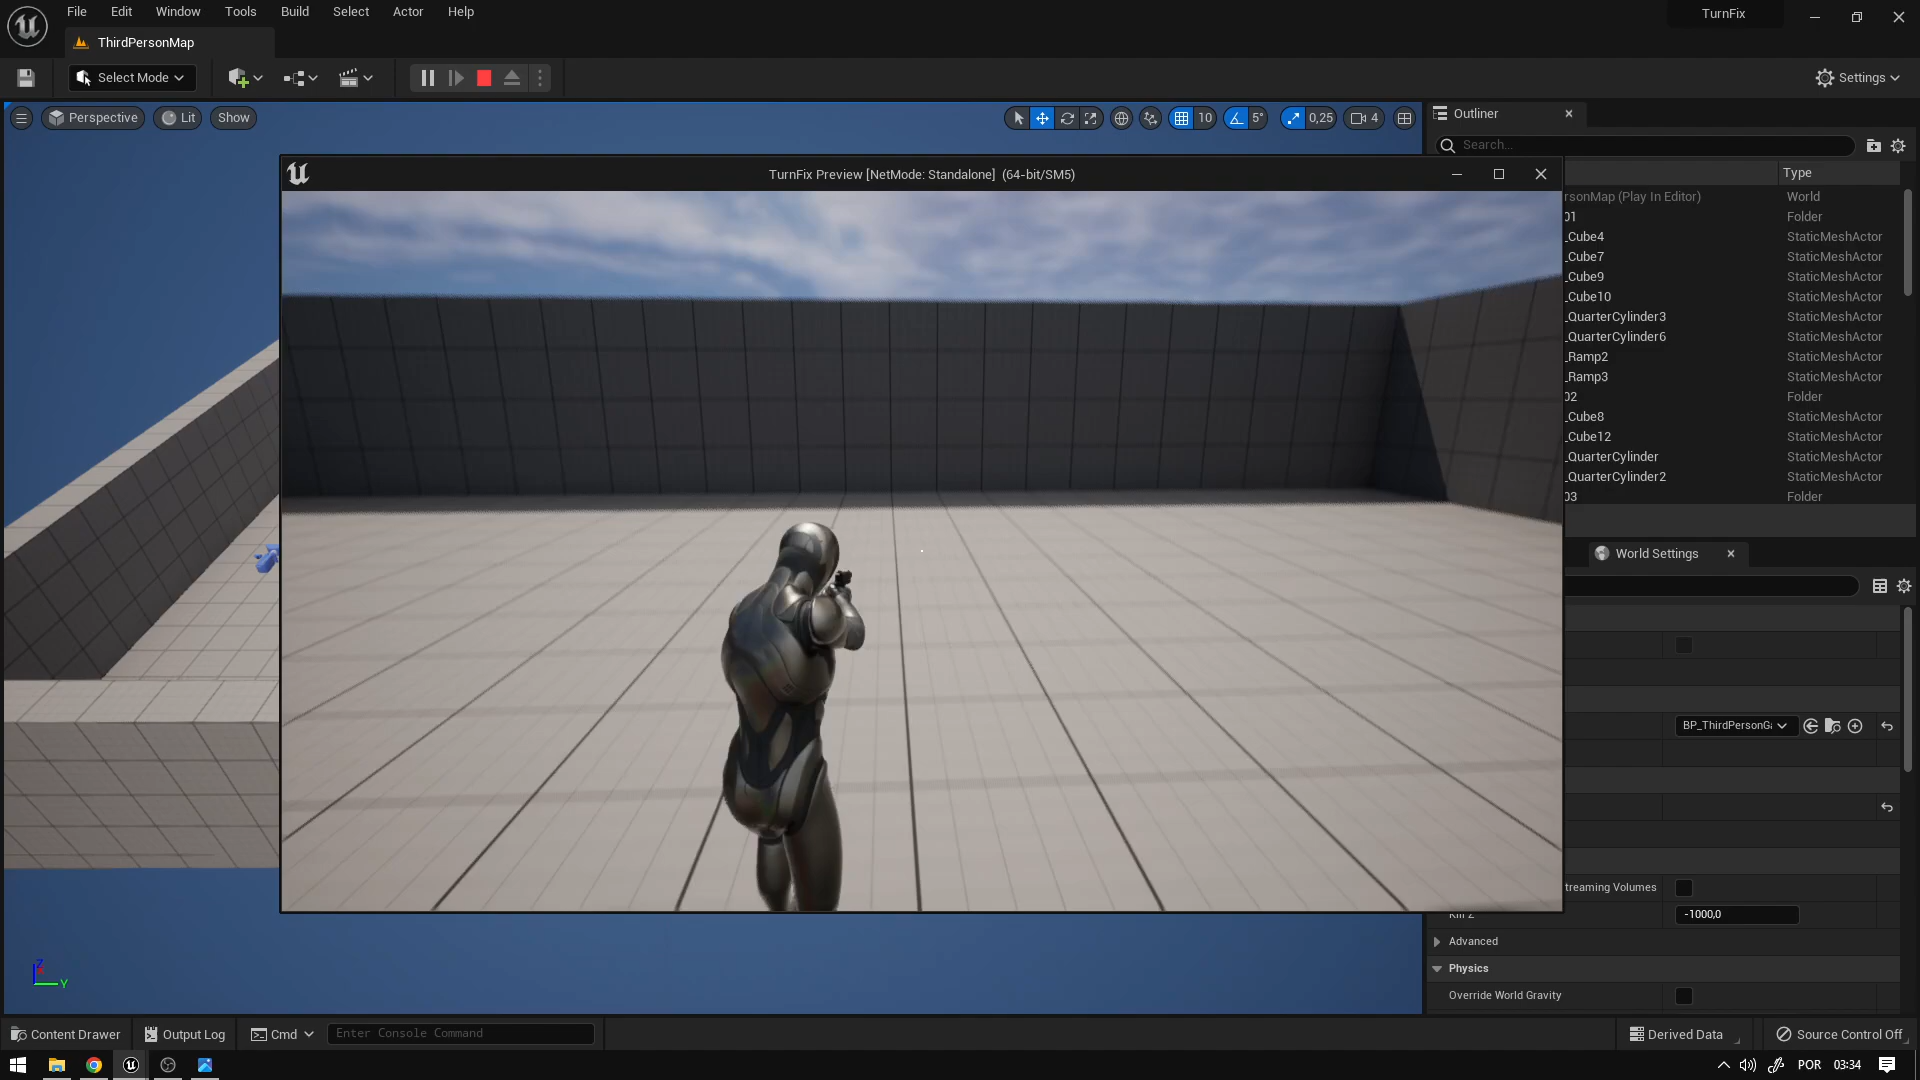 File Edit Window Tools Build Select Actor Help
TurnFix
ThirdPersonMap
Select Mode
Settings
Perspective Lit Show
10 5° 0,25 4
Outliner
Search...
TurnFix Preview [NetMode: Standalone] (64-bit/SM5)
Type
rsonMap (Play In Editor) World
01 Folder
_Cube4 StaticMeshActor
_Cube7 StaticMeshActor
_Cube9 StaticMeshActor
_Cube10 StaticMeshActor
_QuarterCylinder3 StaticMeshActor
_QuarterCylinder6 StaticMeshActor
_Ramp2 StaticMeshActor
_Ramp3 StaticMeshActor
02 Folder
_Cube8 StaticMeshActor
_Cube12 StaticMeshActor
_QuarterCylinder StaticMeshActor
_QuarterCylinder2 StaticMeshActor
03 Folder
World Settings
BP_ThirdPersonGa
treaming Volumes
Kill Z -1000,0
Advanced
Physics
Override World Gravity
Z
Y
Content Drawer Output Log Cmd Enter Console Command
Derived Data Source Control Off
POR 03:34